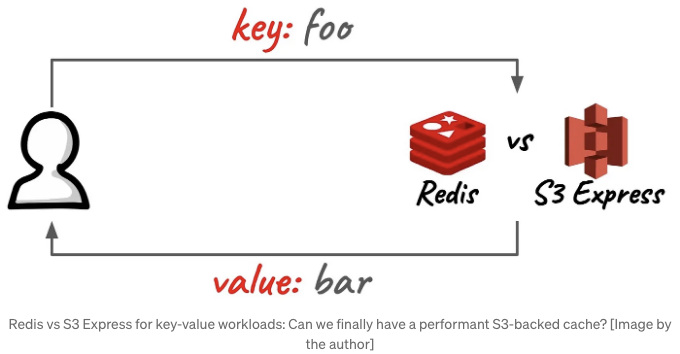 key: foo
vs
Redis
S3 Express
value: bar
Redis vs S3 Express for key-value workloads: Can we finally have a performant S3-backed cache? [Image by
the author]